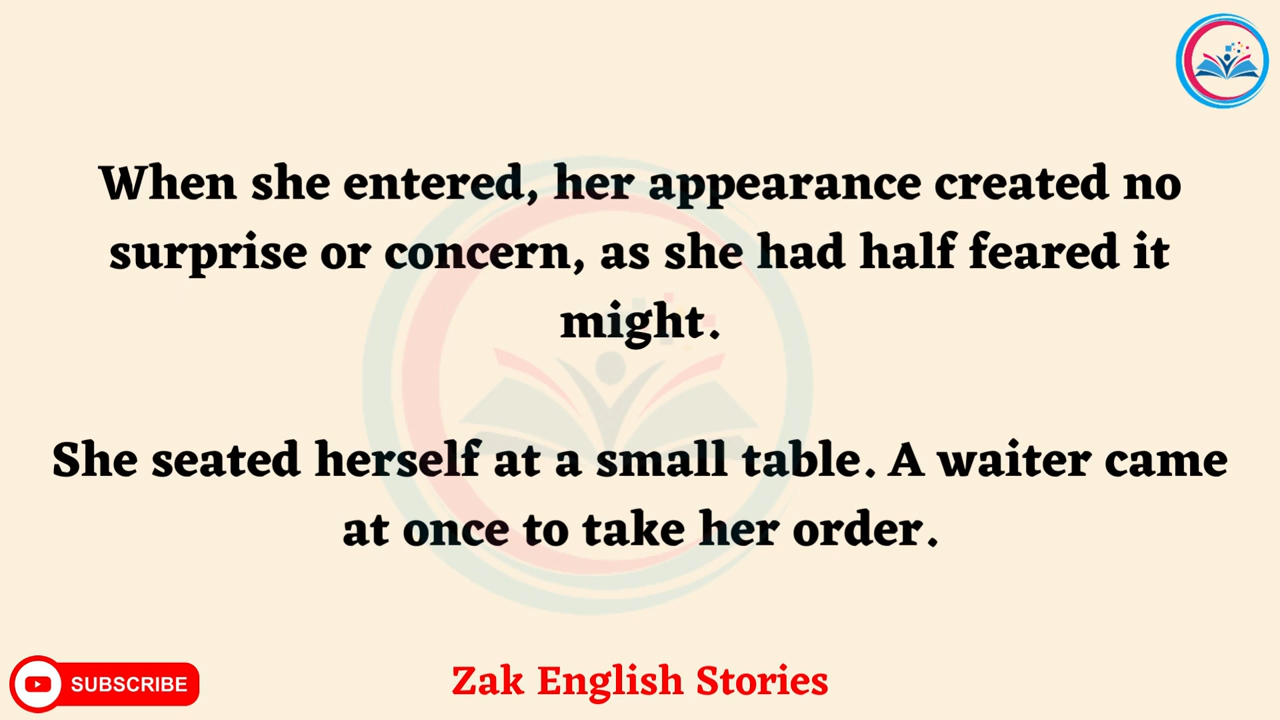 When she entered, her appearance created no
surprise or concern, as she had half feared it
might.
She seated herself at a small table. A waiter came
at once to take her order.
SUBSCRIBE
Zak English Stories